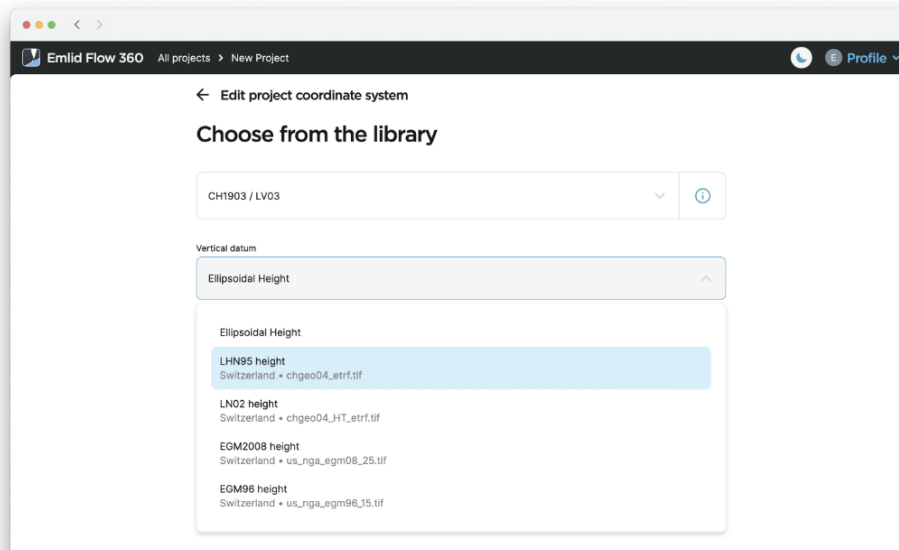 Emlid Flow 360 All projects > New Project E Profile
← Edit project coordinate system
Choose from the library
CH1903 / LV03
Vertical datum
Ellipsoidal Height
Ellipsoidal Height
LHN95 height
Switzerland • chgeo04_etrf.tif
LN02 height
Switzerland • chgeo04_HT_etrf.tif
EGM2008 height
Switzerland • us_nga_egm08_25.tif
EGM96 height
Switzerland • us_nga_egm96_15.tif